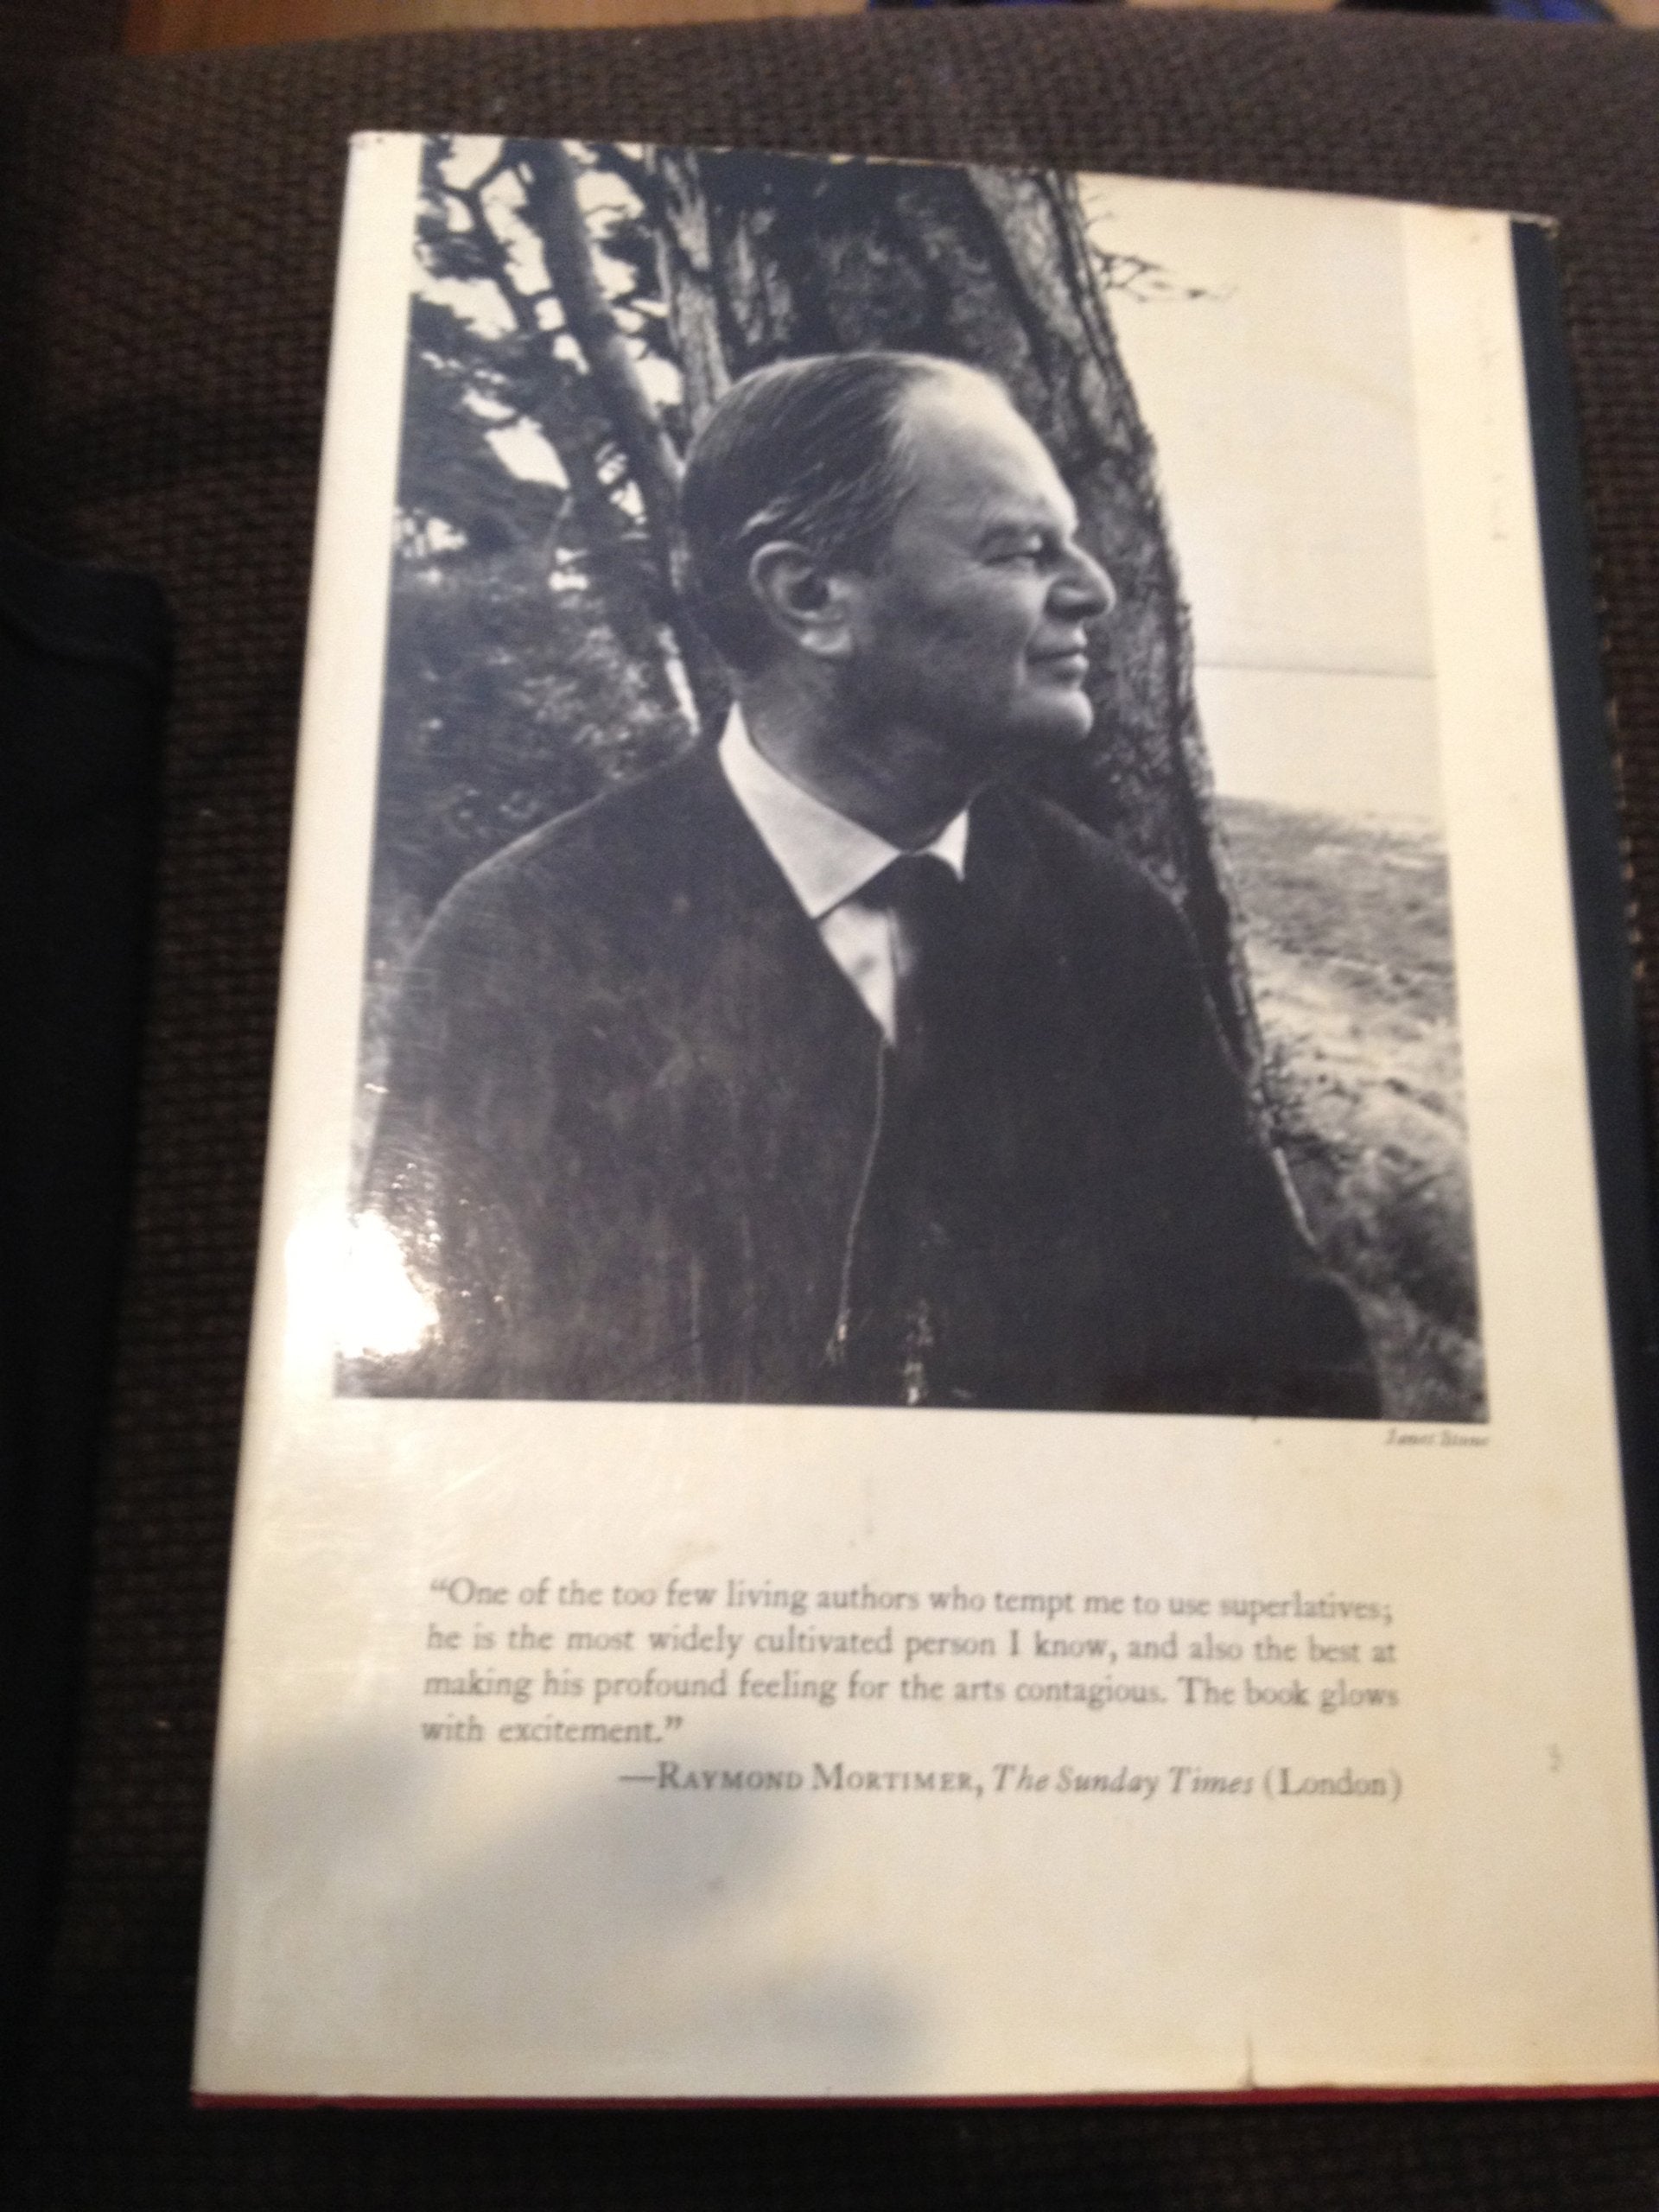 Janet Stone
“One of the too few living authors who tempt me to use superlatives;
he is the most widely cultivated person I know, and also the best at
making his profound feeling for the arts contagious. The book glows
with excitement.”
—RAYMOND MORTIMER, The Sunday Times (London)